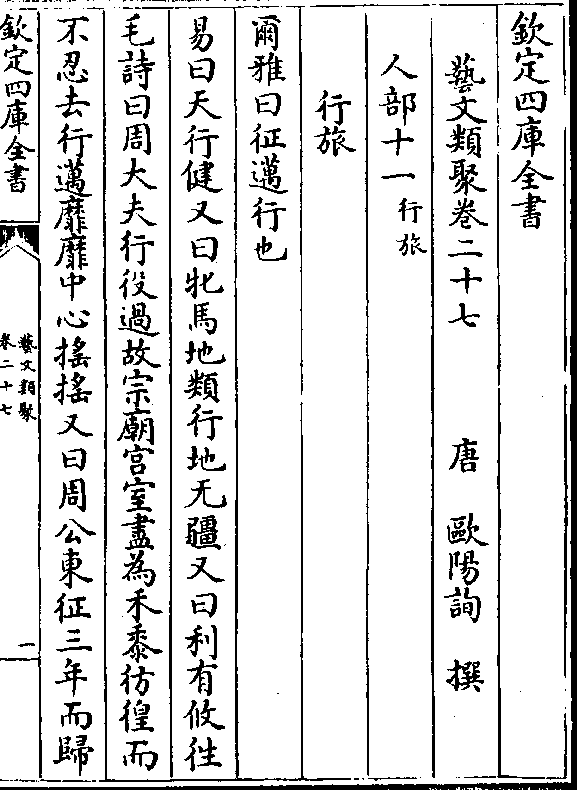 欽定四庫全書
藝文類聚卷二十七 唐 歐陽詢 撰
人部十一 行旅
行旅
爾雅曰征邁行也
易曰天行健又曰牝馬地類行地无疆又曰利有攸往
毛詩曰周大夫行役過故宗廟宫室盡為禾黍彷徨而
不忍去行邁靡靡中心揺揺又曰周公東征三年而歸
欽定四庫全書
藝文類聚
卷二十七
一